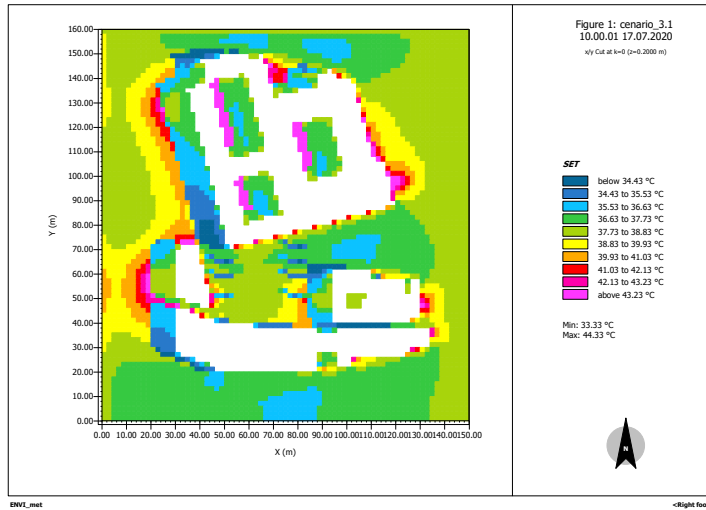 Figure 1: cenario_3.1
10.00.01 17.07.2020
x/y Cut at k=0 (z=0.2000 m)
160.00
150.00
140.00
130.00
120.00
110.00
100.00
90.00
80.00
70.00
60.00
50.00
40.00
30.00
20.00
10.00
0.00
Y (m)
0.00 10.00 20.00 30.00 40.00 50.00 60.00 70.00 80.00 90.00 100.00 110.00 120.00 130.00 140.00 150.00
X (m)
SET
below 34.43 °C
34.43 to 35.53 °C
35.53 to 36.63 °C
36.63 to 37.73 °C
37.73 to 38.83 °C
38.83 to 39.93 °C
39.93 to 41.03 °C
41.03 to 42.13 °C
42.13 to 43.23 °C
above 43.23 °C
Min: 33.33 °C
Max: 44.33 °C
N
ENVI_met
<Right foo